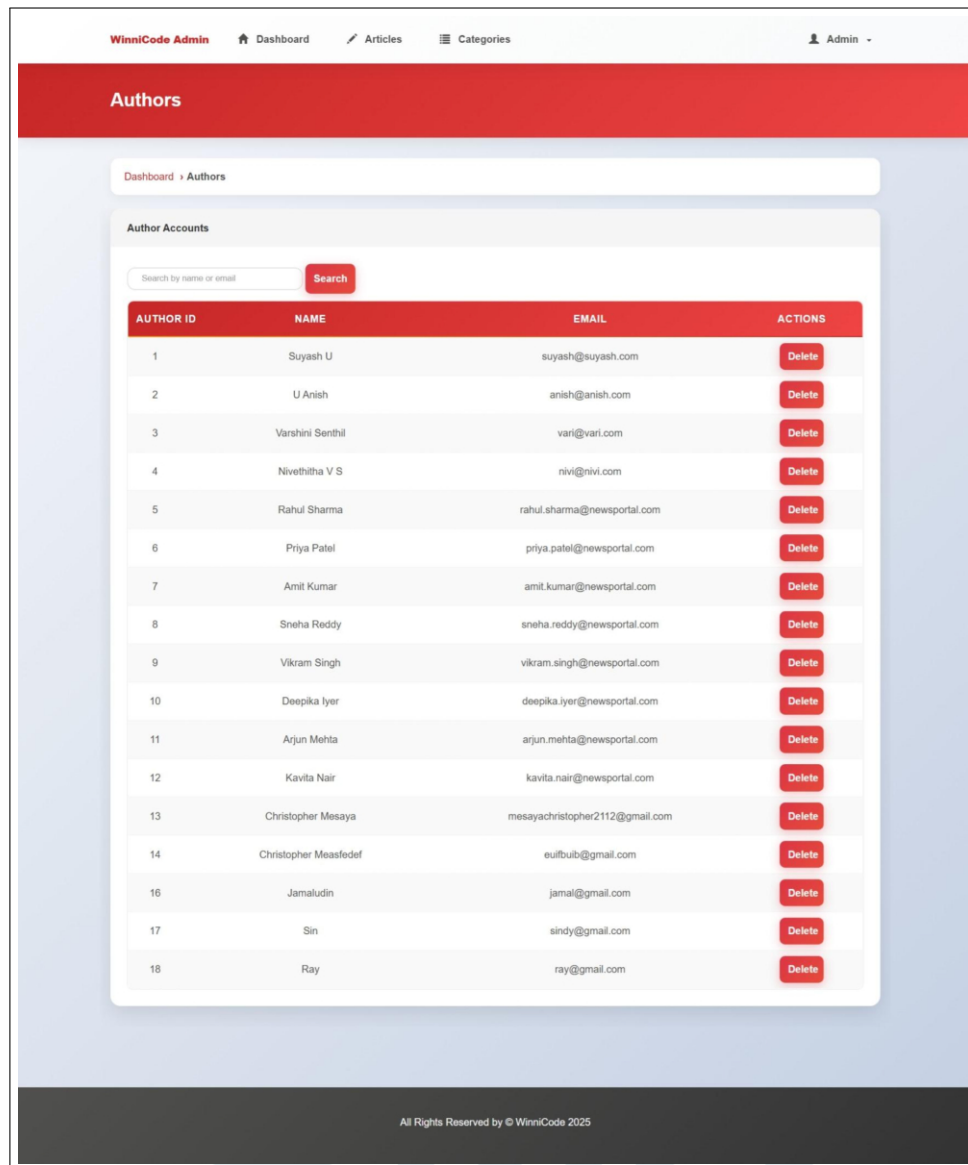 WinniCode Admin Dashboard Articles Categories Admin
Authors
Dashboard › Authors
Author Accounts
Search by name or email Search
AUTHOR ID NAME EMAIL ACTIONS
1 Suyash U suyash@suyash.com Delete
2 U Anish anish@anish.com Delete
3 Varshini Senthil vari@vari.com Delete
4 Nivethitha V S nivi@nivi.com Delete
5 Rahul Sharma rahul.sharma@newsportal.com Delete
6 Priya Patel priya.patel@newsportal.com Delete
7 Amit Kumar amit.kumar@newsportal.com Delete
8 Sneha Reddy sneha.reddy@newsportal.com Delete
9 Vikram Singh vikram.singh@newsportal.com Delete
10 Deepika Iyer deepika.iyer@newsportal.com Delete
11 Arjun Mehta arjun.mehta@newsportal.com Delete
12 Kavita Nair kavita.nair@newsportal.com Delete
13 Christopher Mesaya mesayachristopher2112@gmail.com Delete
14 Christopher Measfedef euifbuib@gmail.com Delete
16 Jamaludin jamal@gmail.com Delete
17 Sin sindy@gmail.com Delete
18 Ray ray@gmail.com Delete
All Rights Reserved by © WinniCode 2025